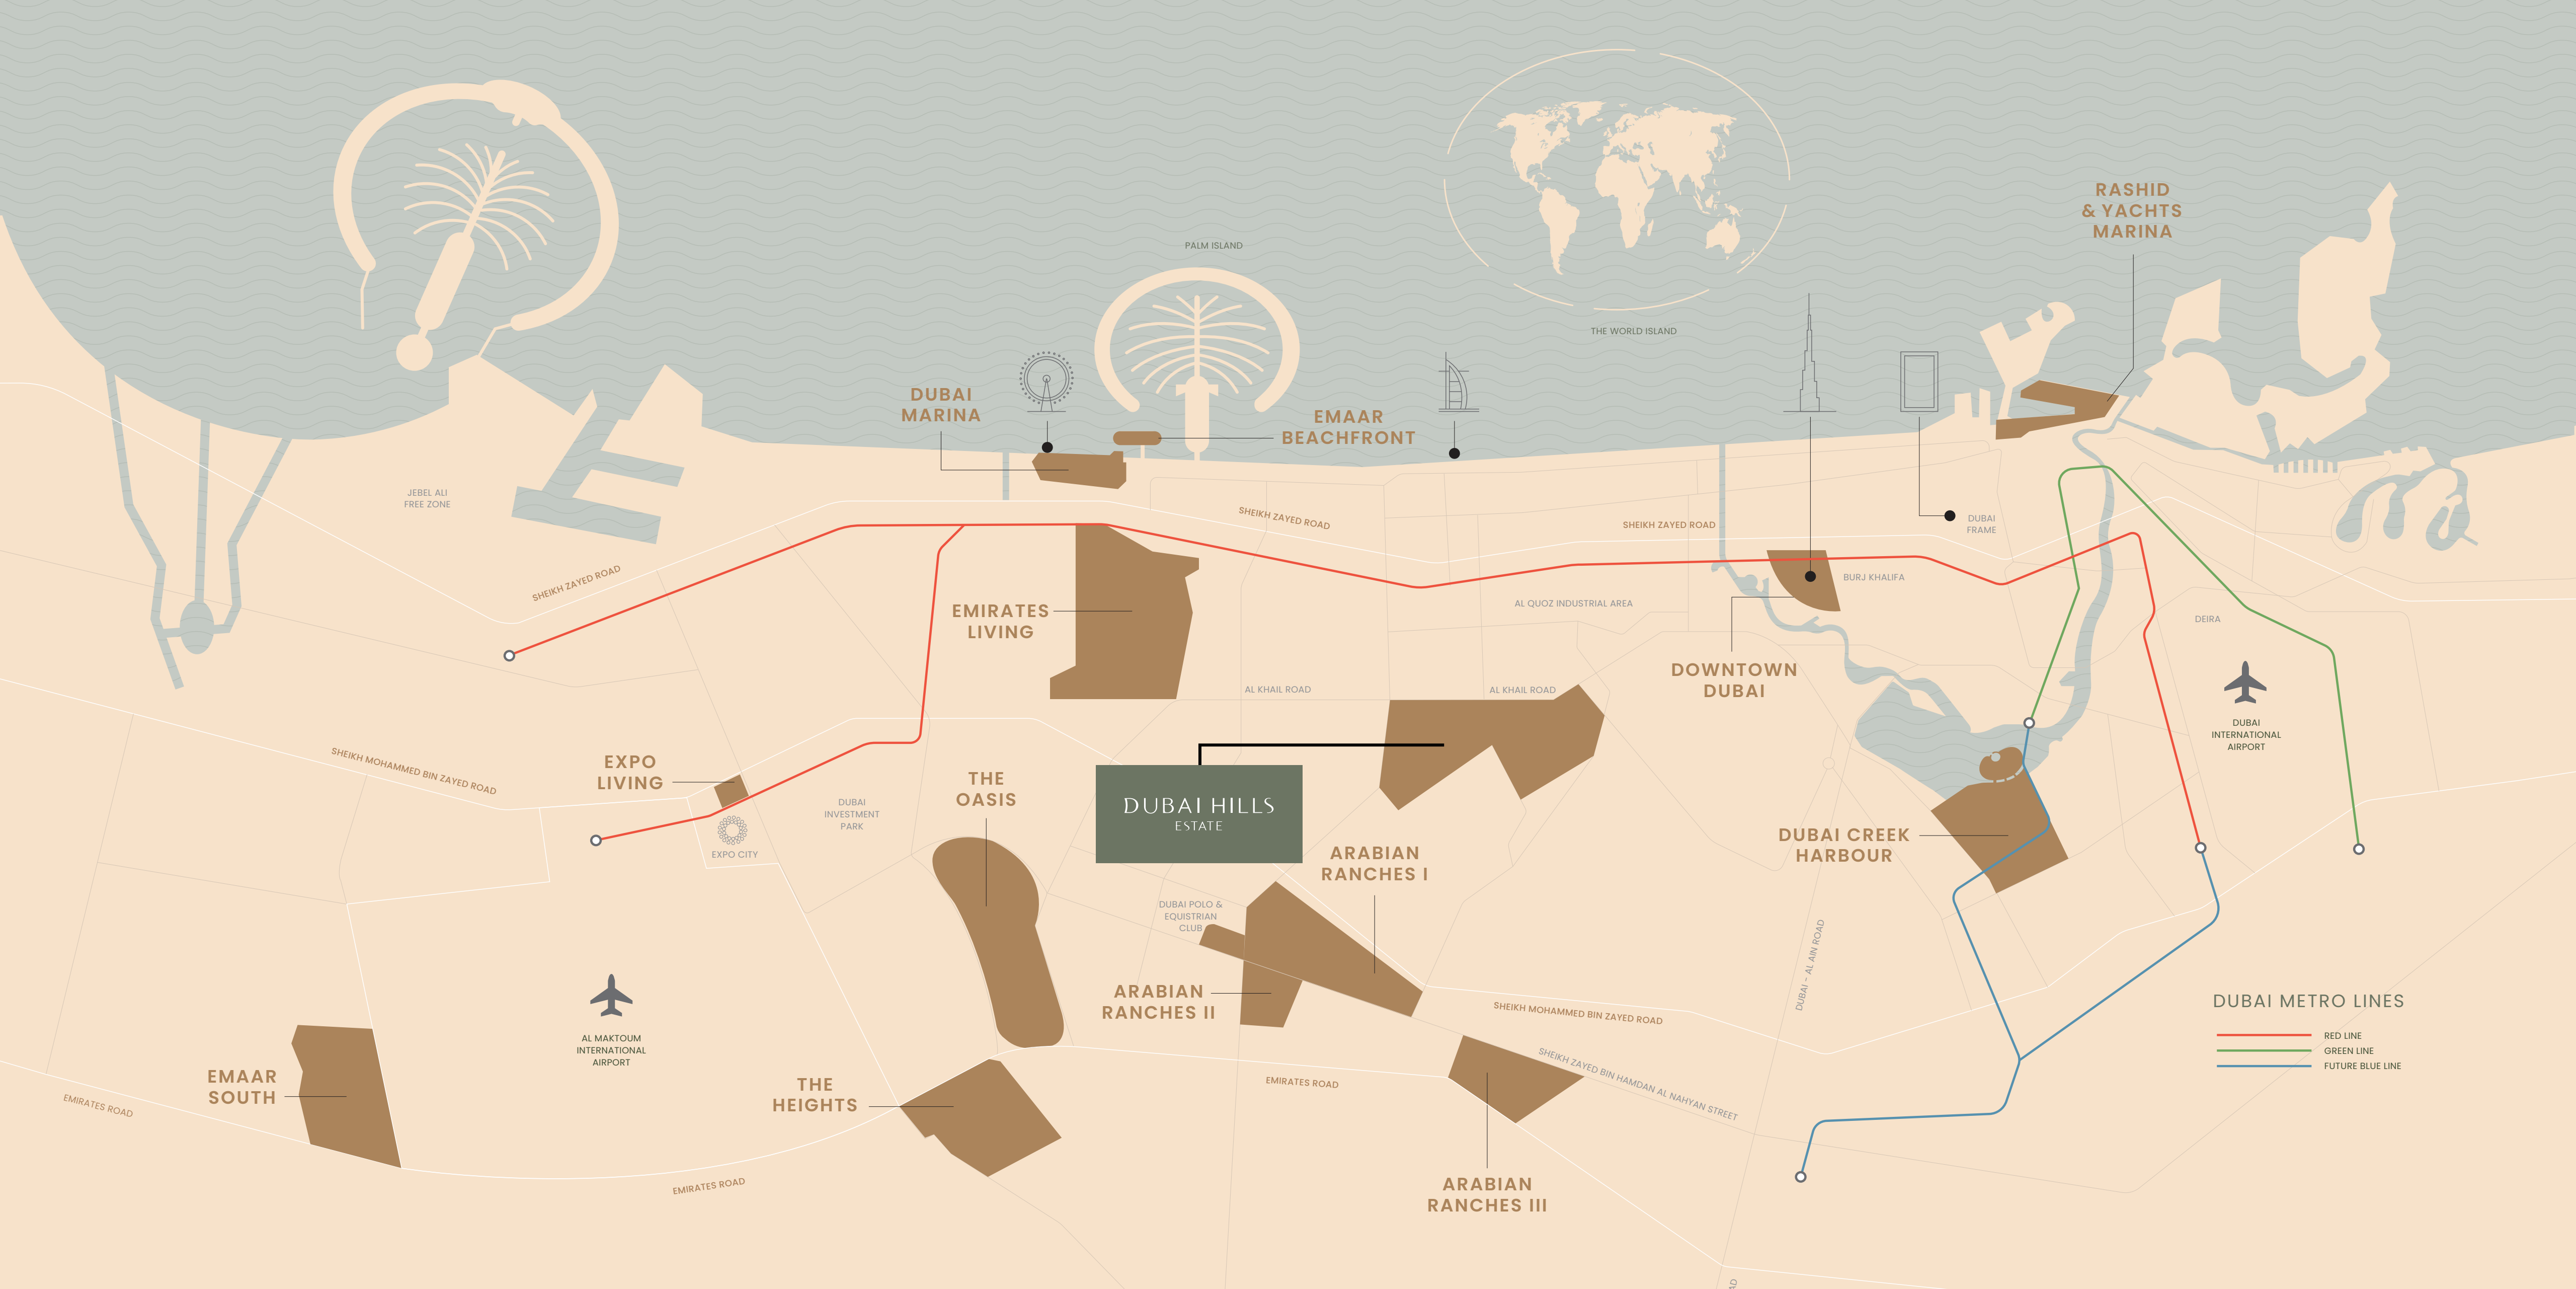 RASHID
& YACHTS
MARINA
PALM ISLAND
THE WORLD ISLAND
DUBAI
MARINA
EMAAR
BEACHFRONT
JEBEL ALI
FREE ZONE
SHEIKH ZAYED ROAD
SHEIKH ZAYED ROAD
SHEIKH ZAYED ROAD
DUBAI
FRAME
BURJ KHALIFA
AL QUOZ INDUSTRIAL AREA
DEIRA
EMIRATES
LIVING
DOWNTOWN
DUBAI
AL KHAIL ROAD
AL KHAIL ROAD
DUBAI
INTERNATIONAL
AIRPORT
SHEIKH MOHAMMED BIN ZAYED ROAD
EXPO
LIVING
THE
OASIS
DUBAI
INVESTMENT
PARK
EXPO CITY
DUBAI HILLS
ESTATE
DUBAI CREEK
HARBOUR
ARABIAN
RANCHES I
DUBAI POLO &
EQUISTRIAN
CLUB
DUBAI - AL AIN ROAD
ARABIAN
RANCHES II
SHEIKH MOHAMMED BIN ZAYED ROAD
DUBAI METRO LINES
RED LINE
GREEN LINE
FUTURE BLUE LINE
AL MAKTOUM
INTERNATIONAL
AIRPORT
SHEIKH ZAYED BIN HAMDAN AL NAHYAN STREET
EMAAR
SOUTH
THE
HEIGHTS
EMIRATES ROAD
EMIRATES ROAD
EMIRATES ROAD
ARABIAN
RANCHES III